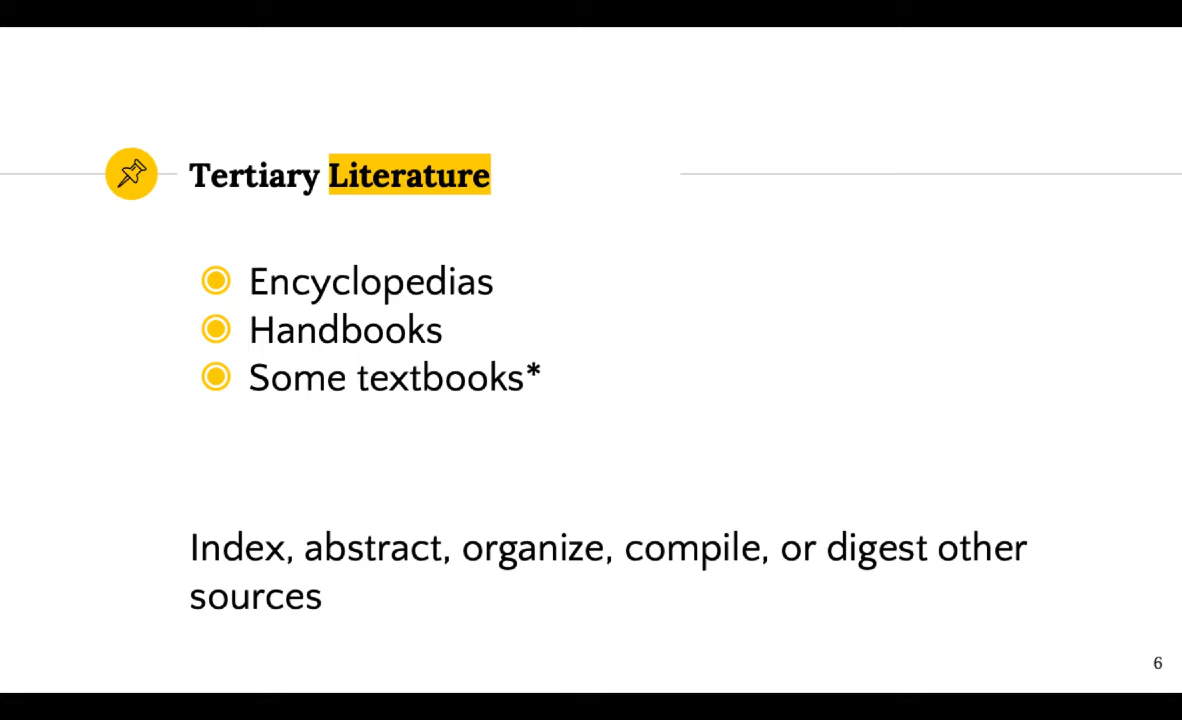 Tertiary Literature
Encyclopedias
Handbooks
Some textbooks*
Index, abstract, organize, compile, or digest other
sources
6